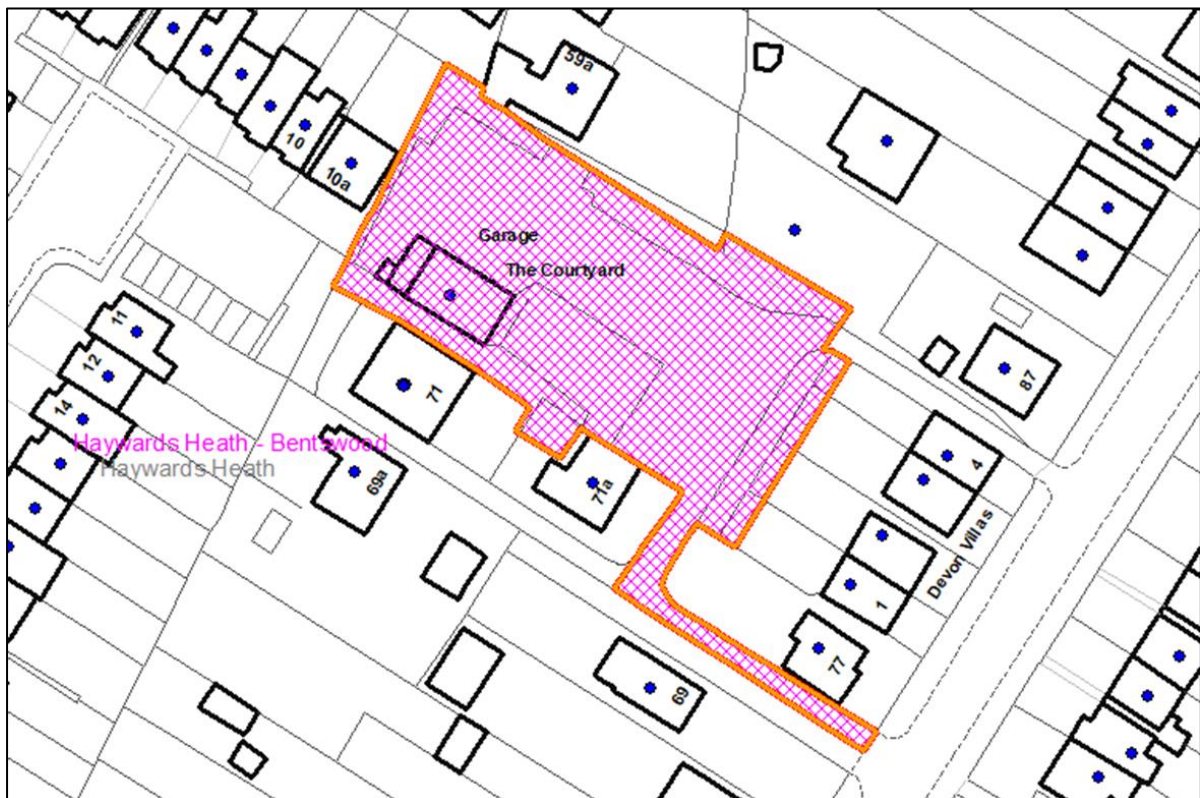 59a
10
10a
Garage
The Courtyard
11
12
14
71
87
Haywards Heath - Bentswood
Haywards Heath
69a
71a
4
Devon Villas
1
77
69